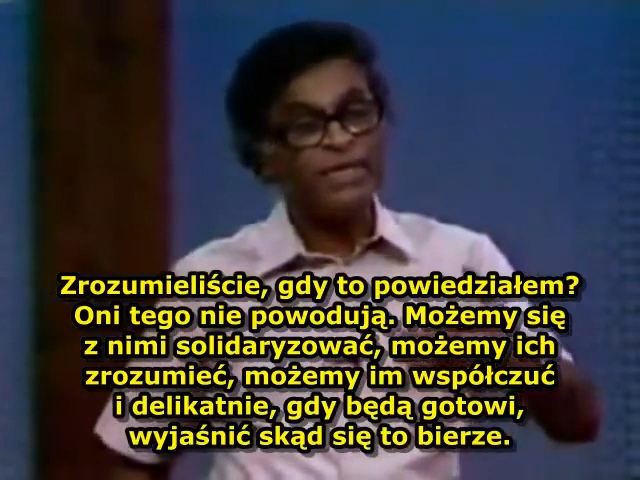 Zrozumieliście, gdy to powiedziałem?
Oni tego nie powodują. Możemy się
z nimi solidaryzować, możemy ich
zrozumieć, możemy im współczuć
i delikatnie, gdy będą gotowi,
wyjaśnić skąd się to bierze.